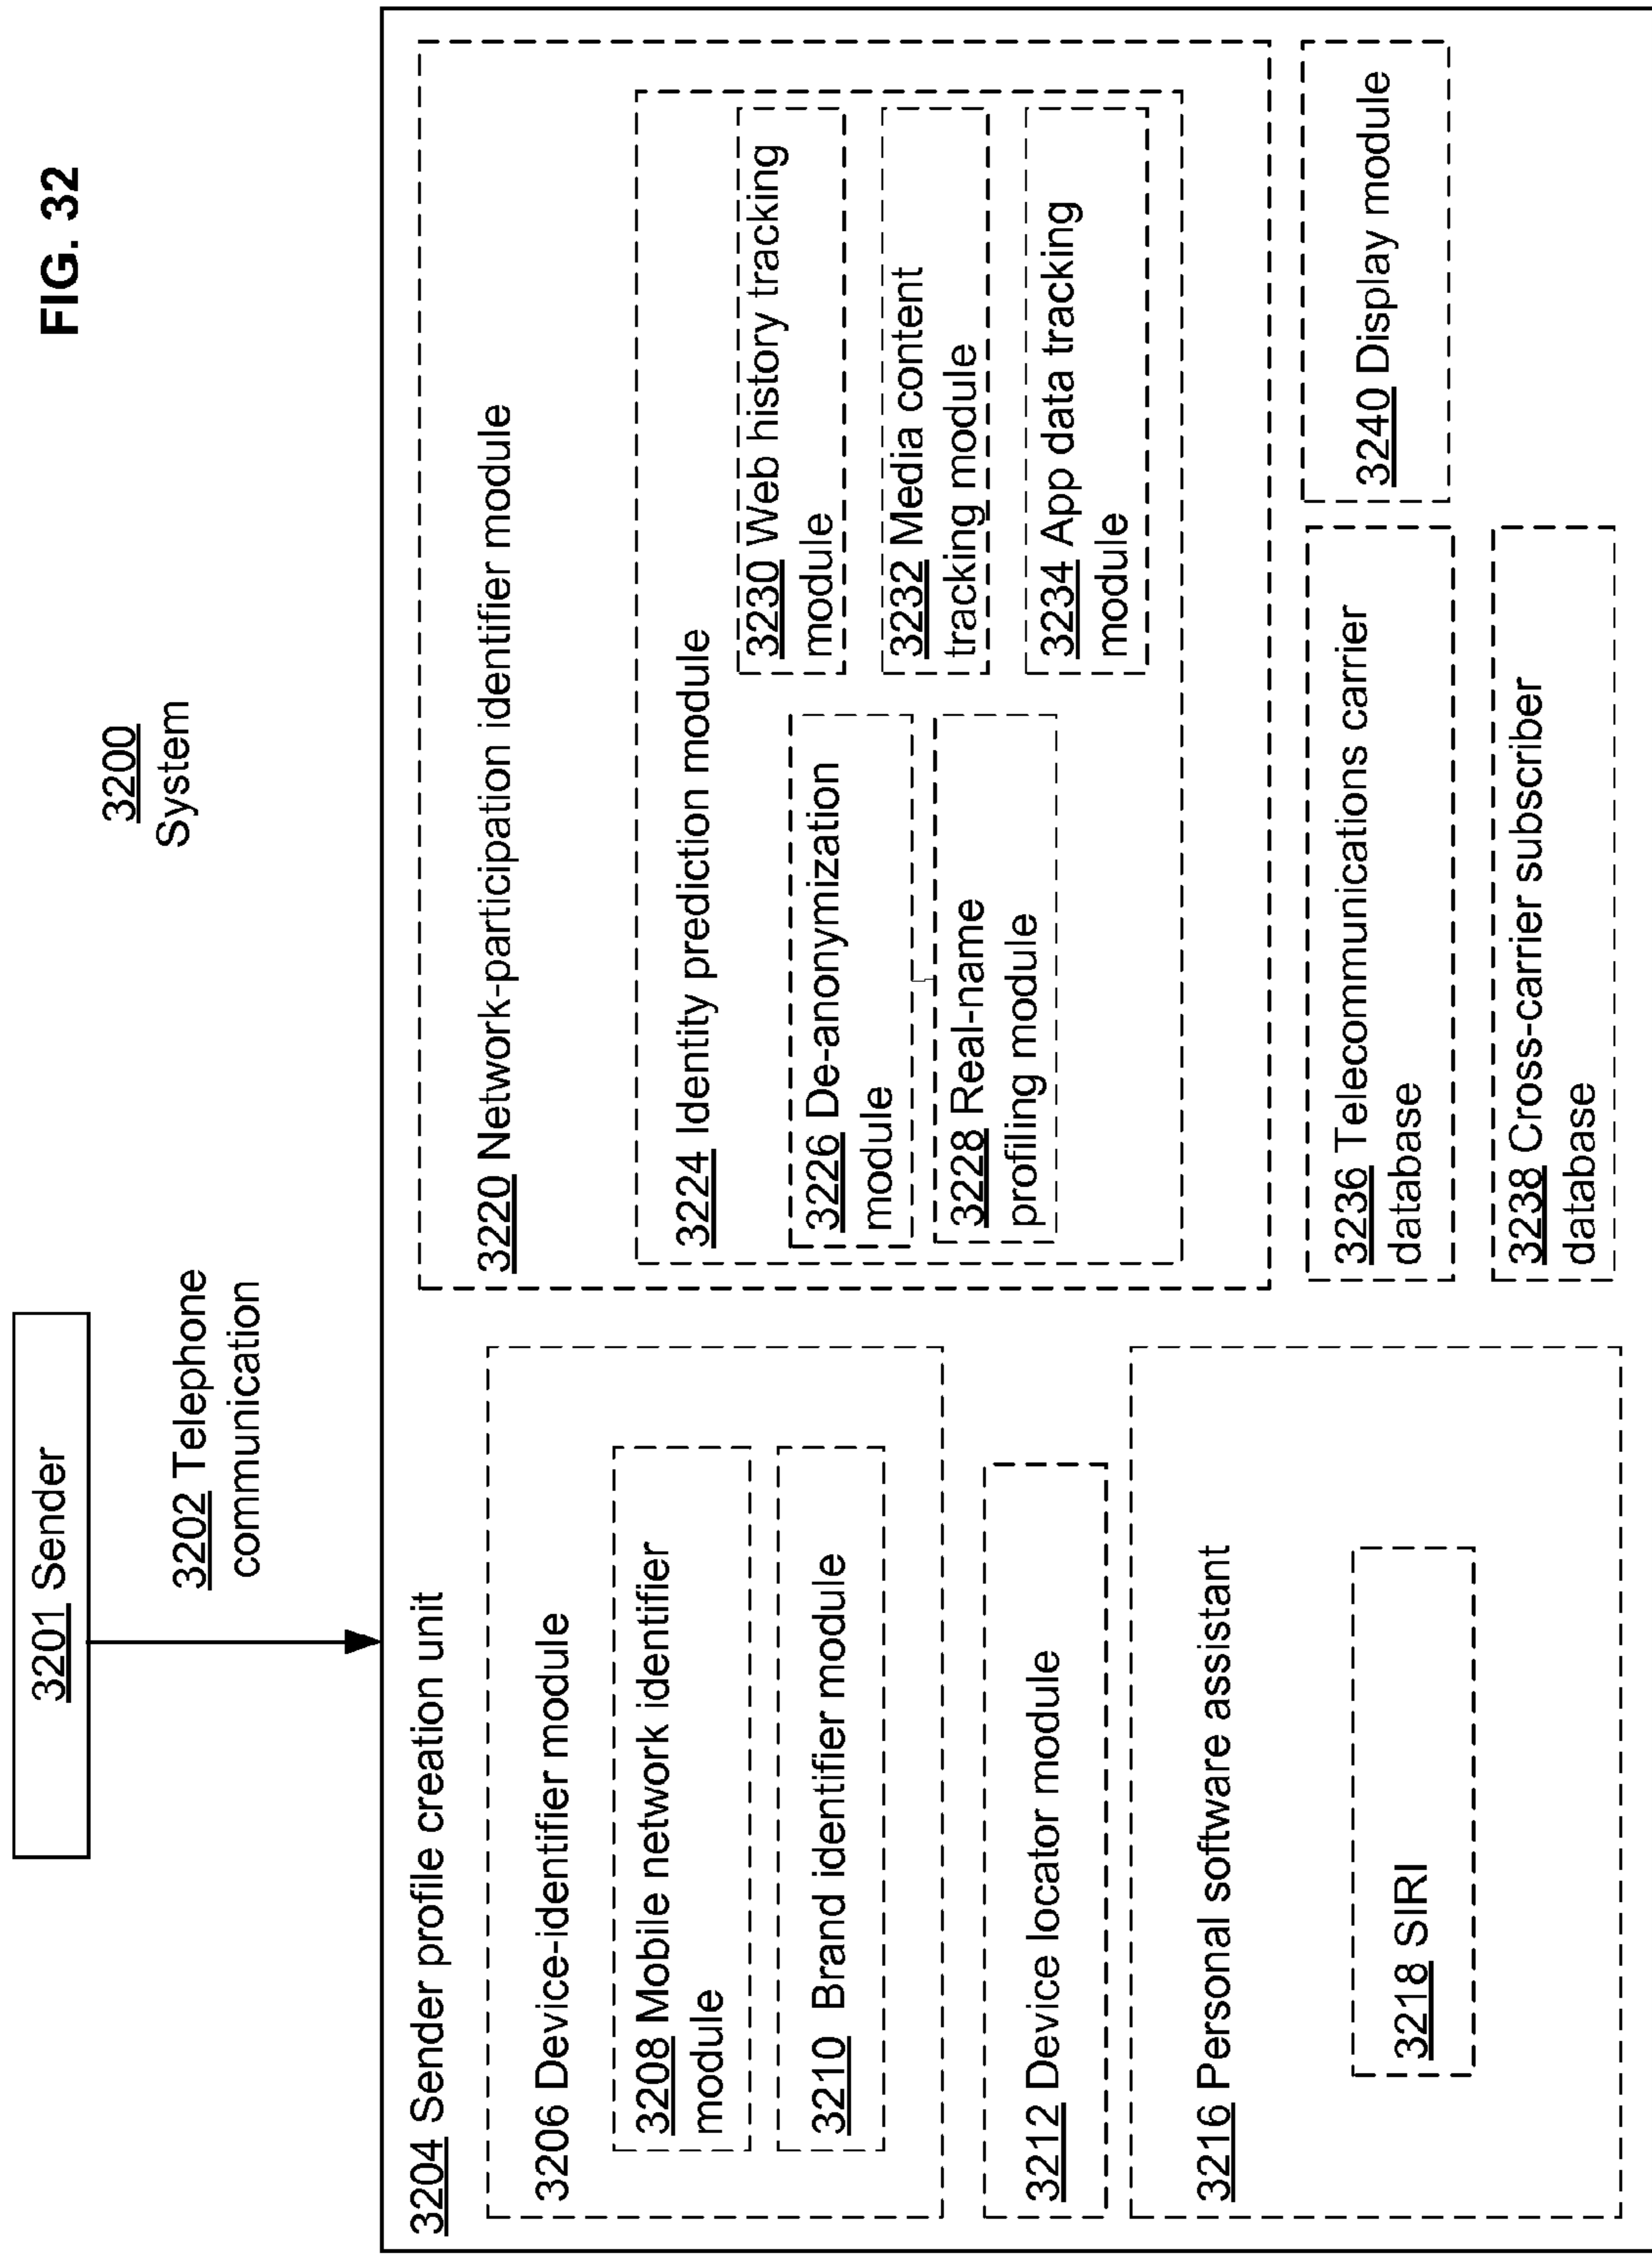 FIG. 32
3200
System
3201 Sender
3202 Telephone
communication
3204 Sender profile creation unit
3206 Device-identifier module
3208 Mobile network identifier
module
3210 Brand identifier module
3212 Device locator module
3216 Personal software assistant
3218 SIRI
3220 Network-participation identifier module
3224 Identity prediction module
3226 De-anonymization
module
3228 Real-name
profiling module
3230 Web history tracking
module
3232 Media content
tracking module
3234 App data tracking
module
3236 Telecommunications carrier
database
3238 Cross-carrier subscriber
database
3240 Display module